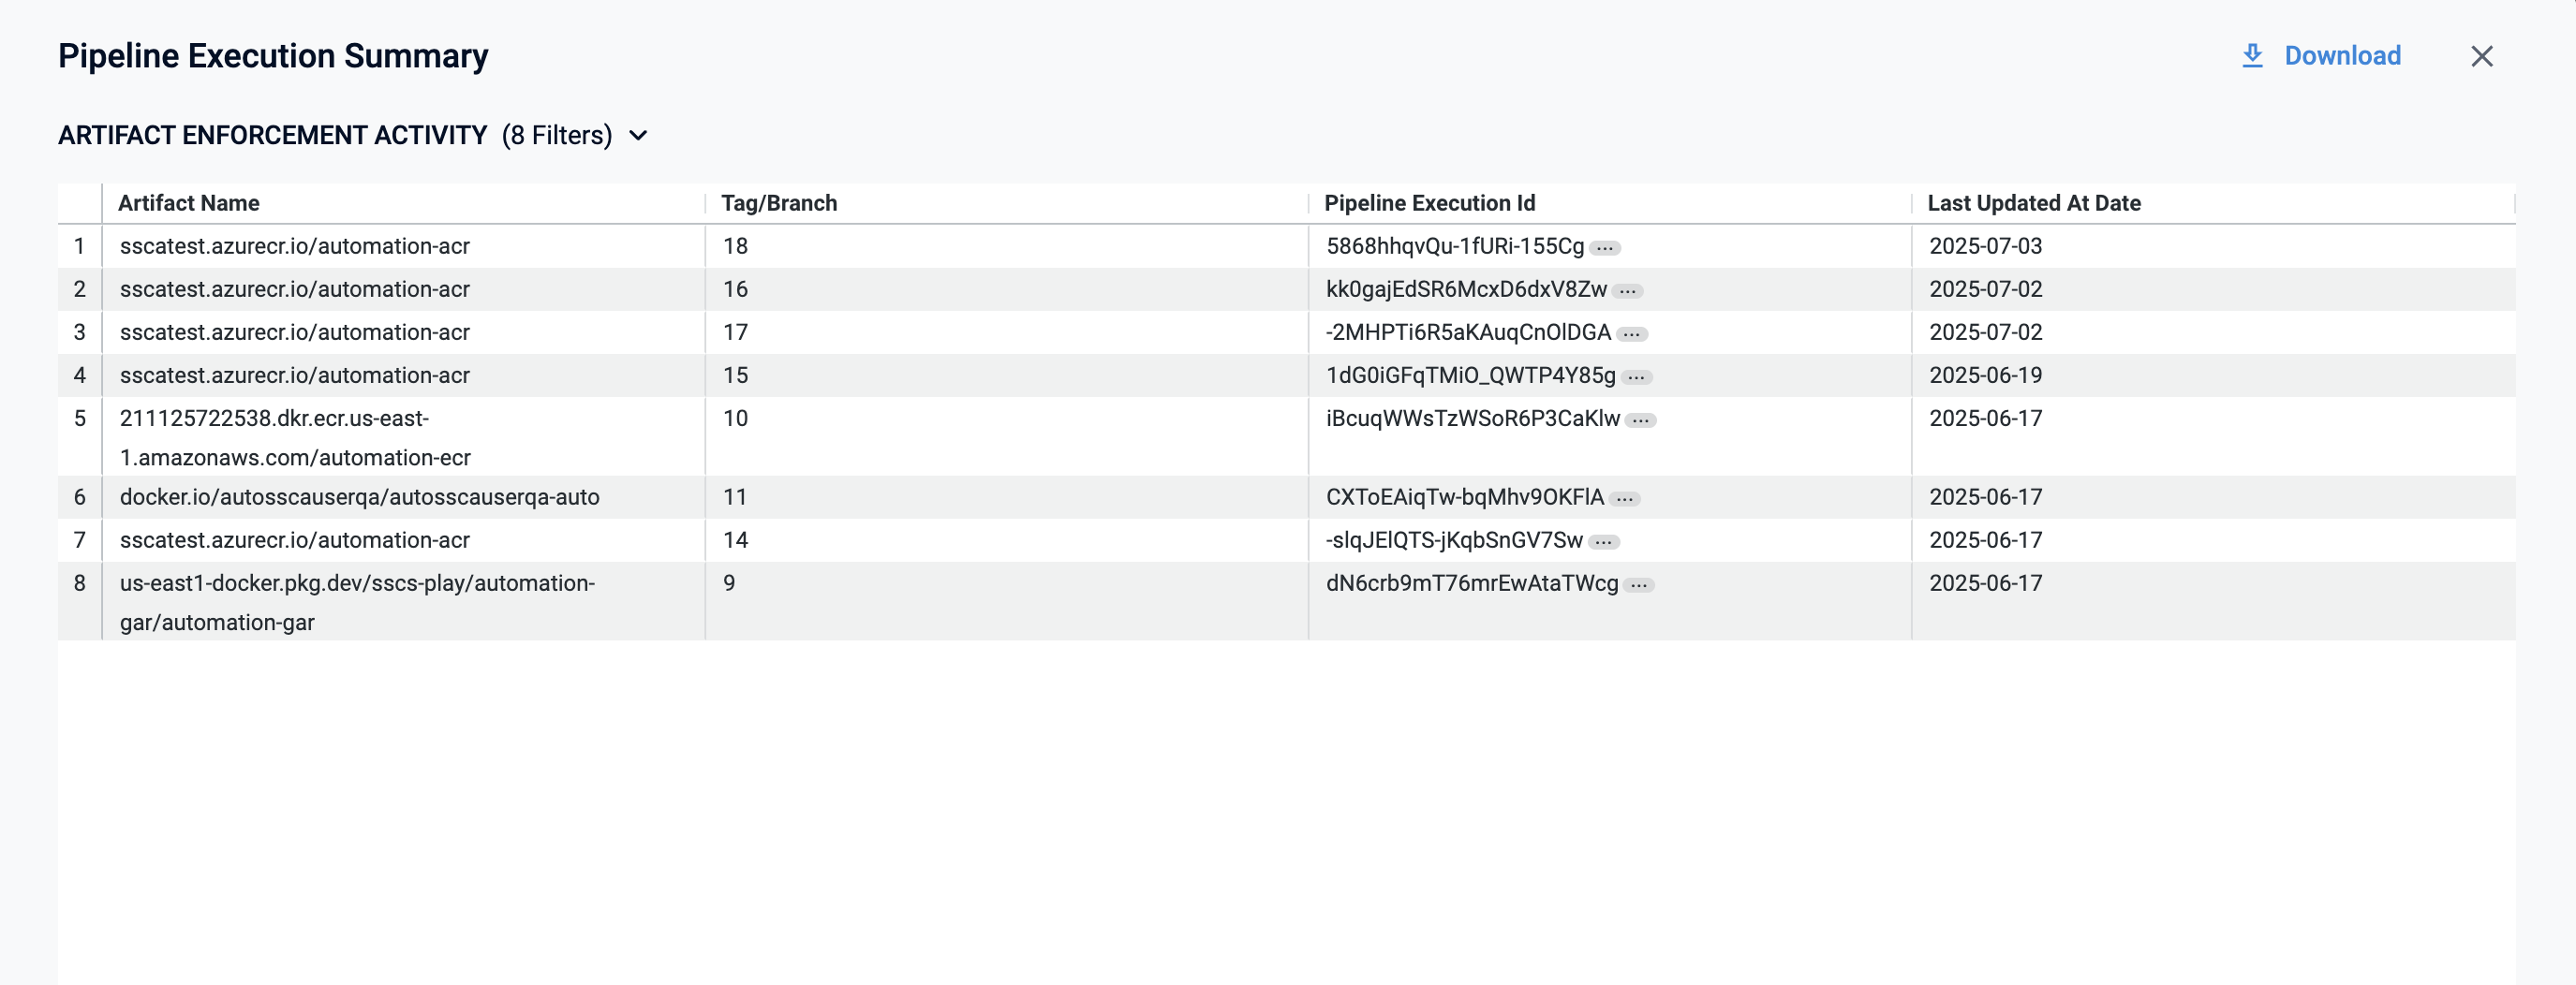 Pipeline Execution Summary
Download
ARTIFACT ENFORCEMENT ACTIVITY (8 Filters)
Artifact Name Tag/Branch Pipeline Execution Id Last Updated At Date
1 sscatest.azurecr.io/automation-acr 18 5868hhqvQu-1fURi-155Cg ... 2025-07-03
2 sscatest.azurecr.io/automation-acr 16 kk0gajEdSR6McxD6dxV8Zw ... 2025-07-02
3 sscatest.azurecr.io/automation-acr 17 -2MHPTi6R5aKAuqCnOlDGA ... 2025-07-02
4 sscatest.azurecr.io/automation-acr 15 1dG0iGFqTMiO_QWTP4Y85g ... 2025-06-19
5 211125722538.dkr.ecr.us-east- 10 iBcuqWWsTzWSoR6P3CaKlw ... 2025-06-17
1.amazonaws.com/automation-ecr
6 docker.io/autosscauserqa/autosscauserqa-auto 11 CXToEAiqTw-bqMhv9OKFlA ... 2025-06-17
7 sscatest.azurecr.io/automation-acr 14 -slqJElQTS-jKqbSnGV7Sw ... 2025-06-17
8 us-east1-docker.pkg.dev/sscs-play/automation- 9 dN6crb9mT76mrEwAtaTWcg ... 2025-06-17
gar/automation-gar